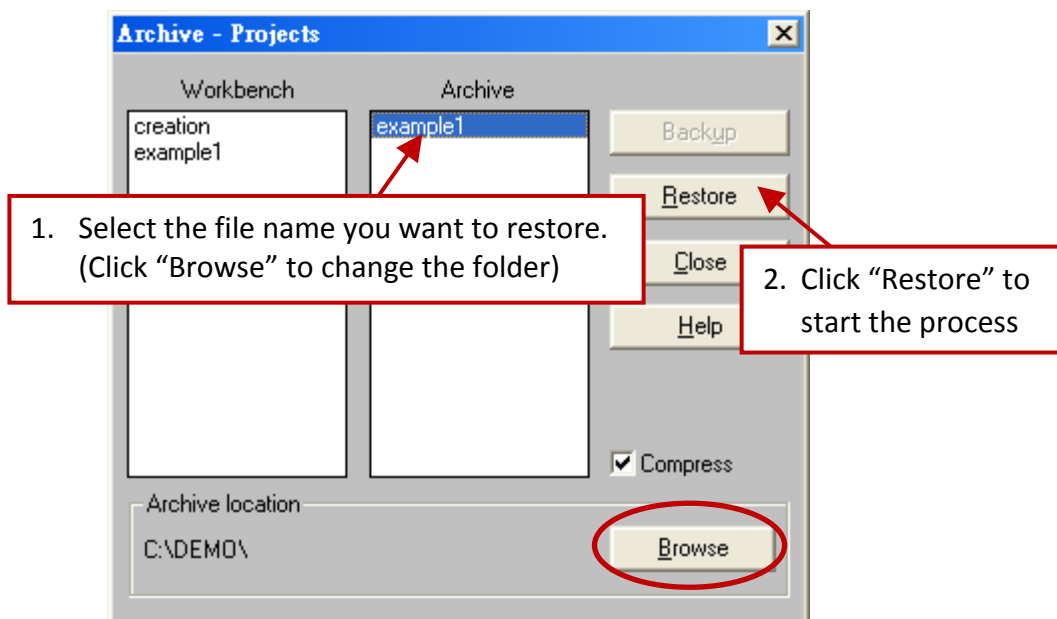 Archive - Projects
Workbench
Archive
creation
example1
example1
Backup
Restore
Close
Help
1. Select the file name you want to restore.
(Click “Browse” to change the folder)
2. Click “Restore” to
start the process
Compress
Archive location
C:\DEMO\
Browse